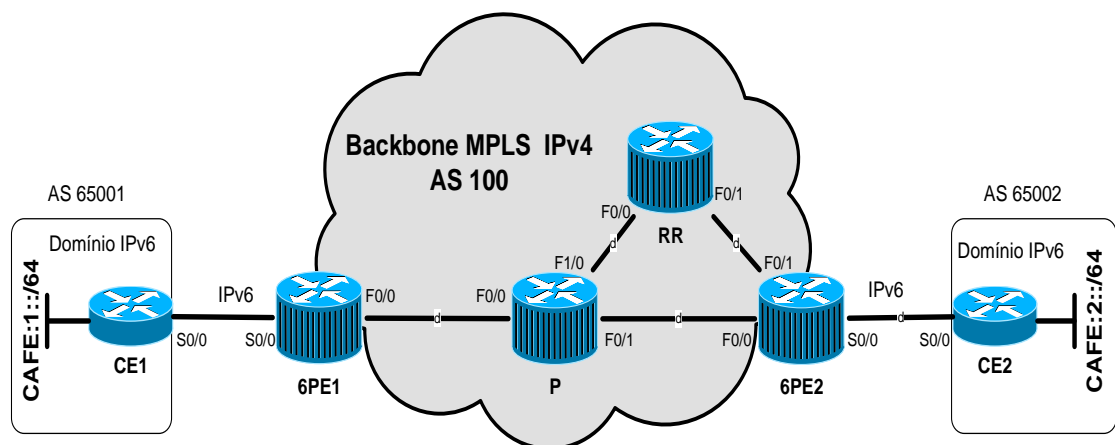 Backbone MPLS IPv4
AS 100
AS 65001
AS 65002
Domínio IPv6
Domínio IPv6
CAFE:1::/64
CAFE:2::/64
F0/0
F0/1
RR
d
d
F1/0
F0/1
IPv6
S0/0
S0/0
CE1
F0/0
6PE1
d
F0/0
F0/1
P
d
F0/0
6PE2
IPv6
S0/0
d
S0/0
CE2